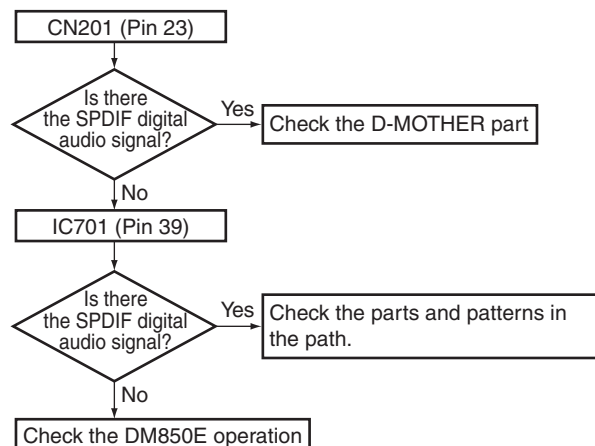 CN201 (Pin 23)
Is there
the SPDIF digital
audio signal?
Yes
Check the D-MOTHER part
No
IC701 (Pin 39)
Is there
the SPDIF digital
audio signal?
Yes
Check the parts and patterns in
the path.
No
Check the DM850E operation